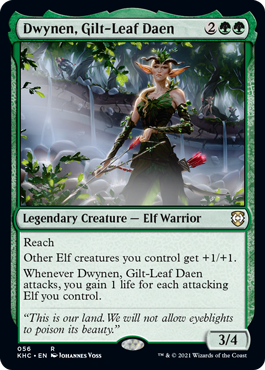 Dwynen, Gilt-Leaf Daen 2
Legendary Creature — Elf Warrior
Reach
Other Elf creatures you control get +1/+1.
Whenever Dwynen, Gilt-Leaf Daen
attacks, you gain 1 life for each attacking
Elf you control.
“This is our land. We will not allow eyeblights
to poison its beauty.”
3/4
056 R
KHC • EN Johannes Voss
™ & © 2021 Wizards of the Coast